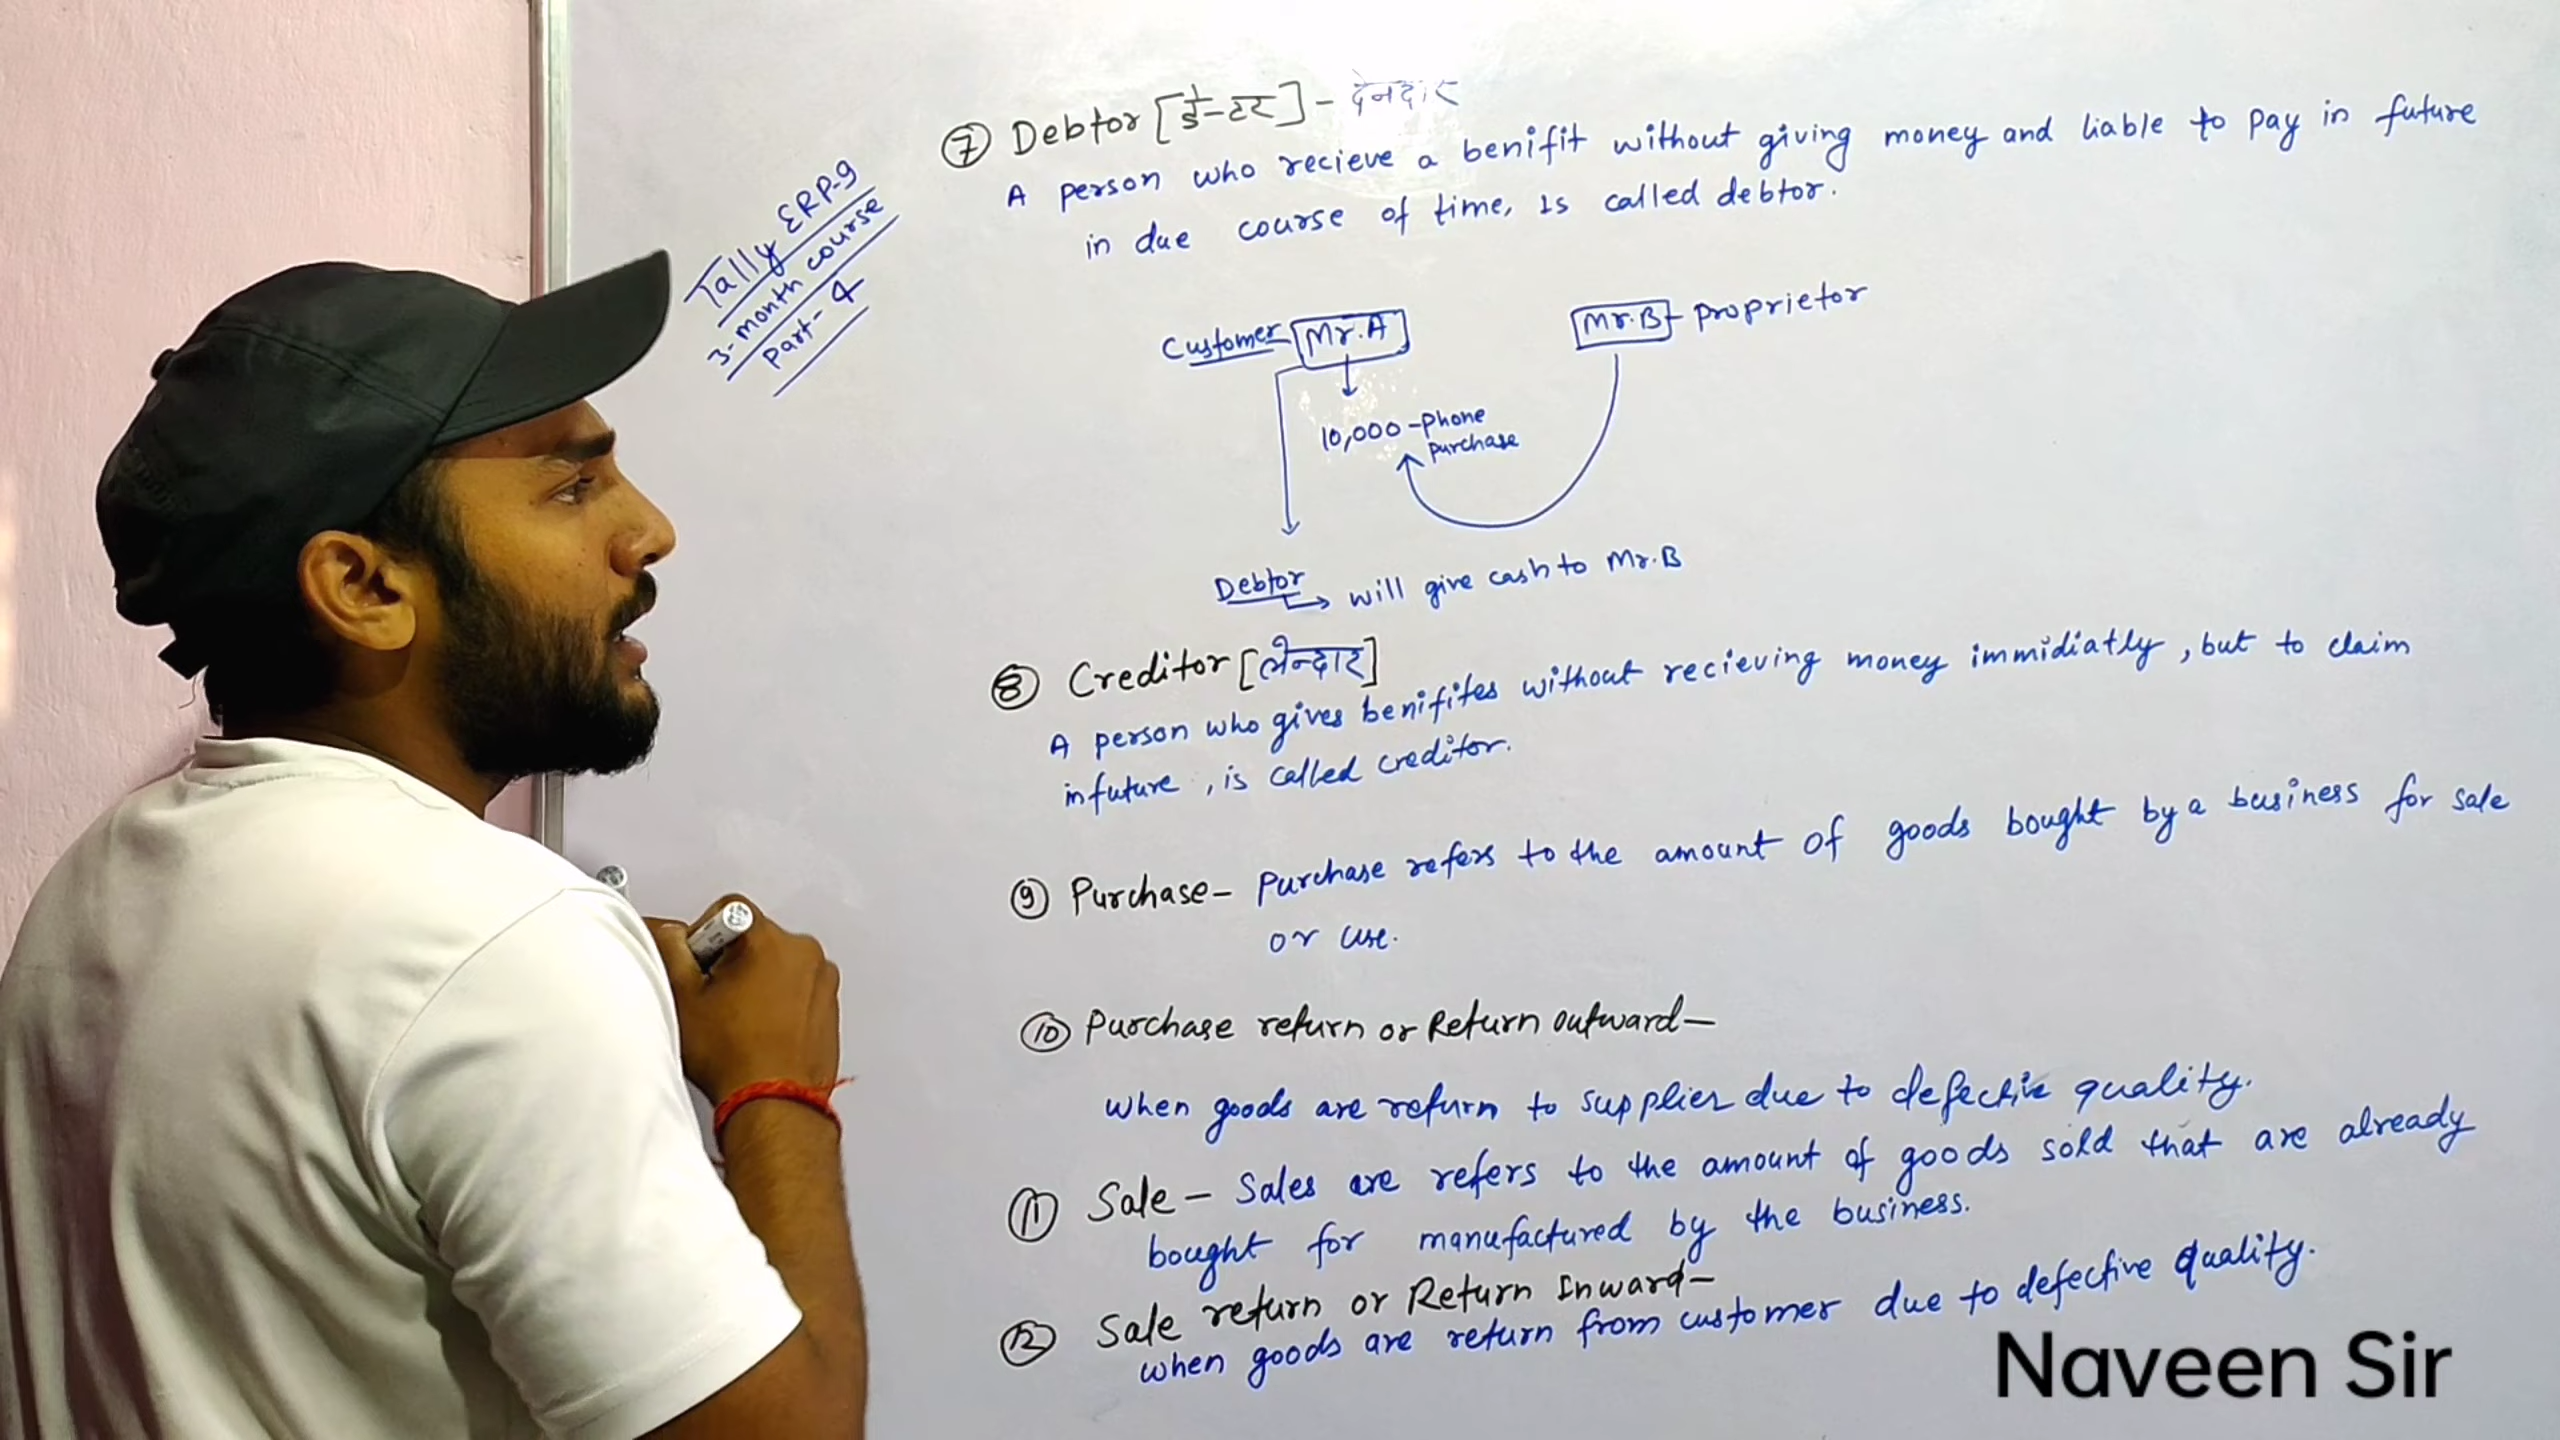 Tally ERP-9
3-month course
Part-4
⑦ Debtor [डे-टर] - देनदार
A person who recieve a benifit without giving money and liable to pay in future
in due course of time, is called debtor.
Customer Mr.A
Mr.B - proprietor
10,000 - phone
purchase
Debtor → will give cash to Mr.B
⑧ Creditor [लेन्दार]
A person who gives benifites without recieving money immidiatly, but to claim
in future, is called creditor.
⑨ Purchase - Purchase refers to the amount of goods bought by a business for sale
or use.
⑩ Purchase return or Return outward -
when goods are return to supplier due to defective quality.
⑪ Sale - Sales are refers to the amount of goods sold that are already
bought for manufactured by the business.
⑫ Sale return or Return Inward -
when goods are return from customer due to defective quality.
Naveen Sir